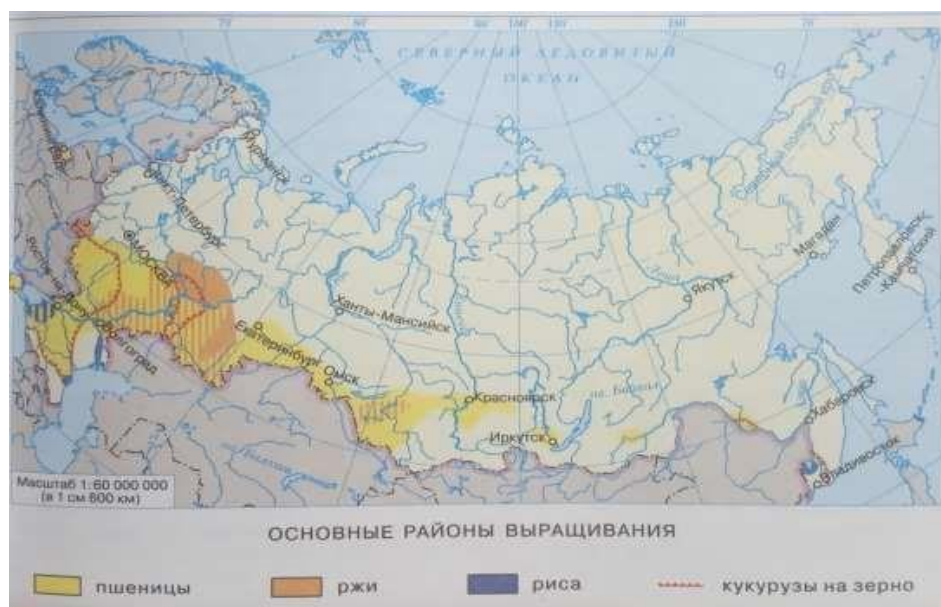 70°
СЕВЕРНЫЙ ЛЕДОВИТЫЙ
ОКЕАН
Мурманск
Санкт-Петербург
Москва
Волгоград
Екатеринбург
Омск
Ханты-Мансийск
Красноярск
Иркутск
оз. Байкал
Якутск
Магадан
Петропавловск-
-Камчатский
Хабаровск
Владивосток
Масштаб 1:60 000 000
(в 1 см 600 км)
ОСНОВНЫЕ РАЙОНЫ ВЫРАЩИВАНИЯ
пшеницы
ржи
риса
кукурузы на зерно